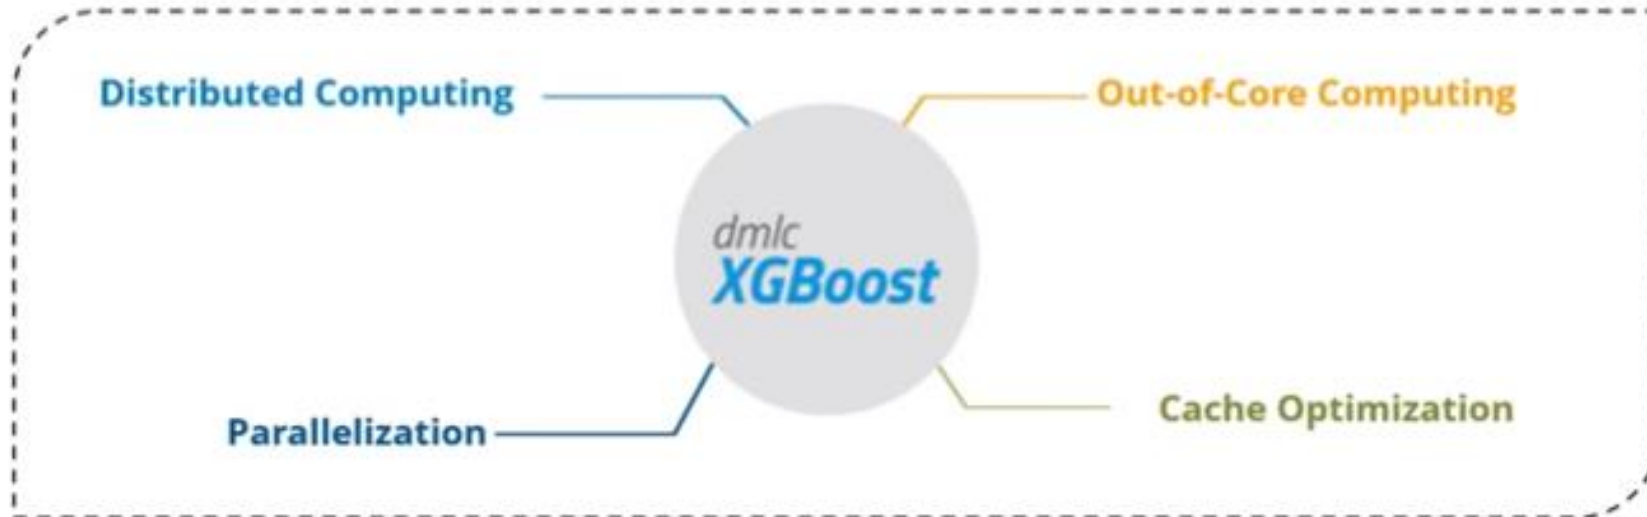 Distributed Computing
Out-of-Core Computing
dmlc
XGBoost
Parallelization
Cache Optimization